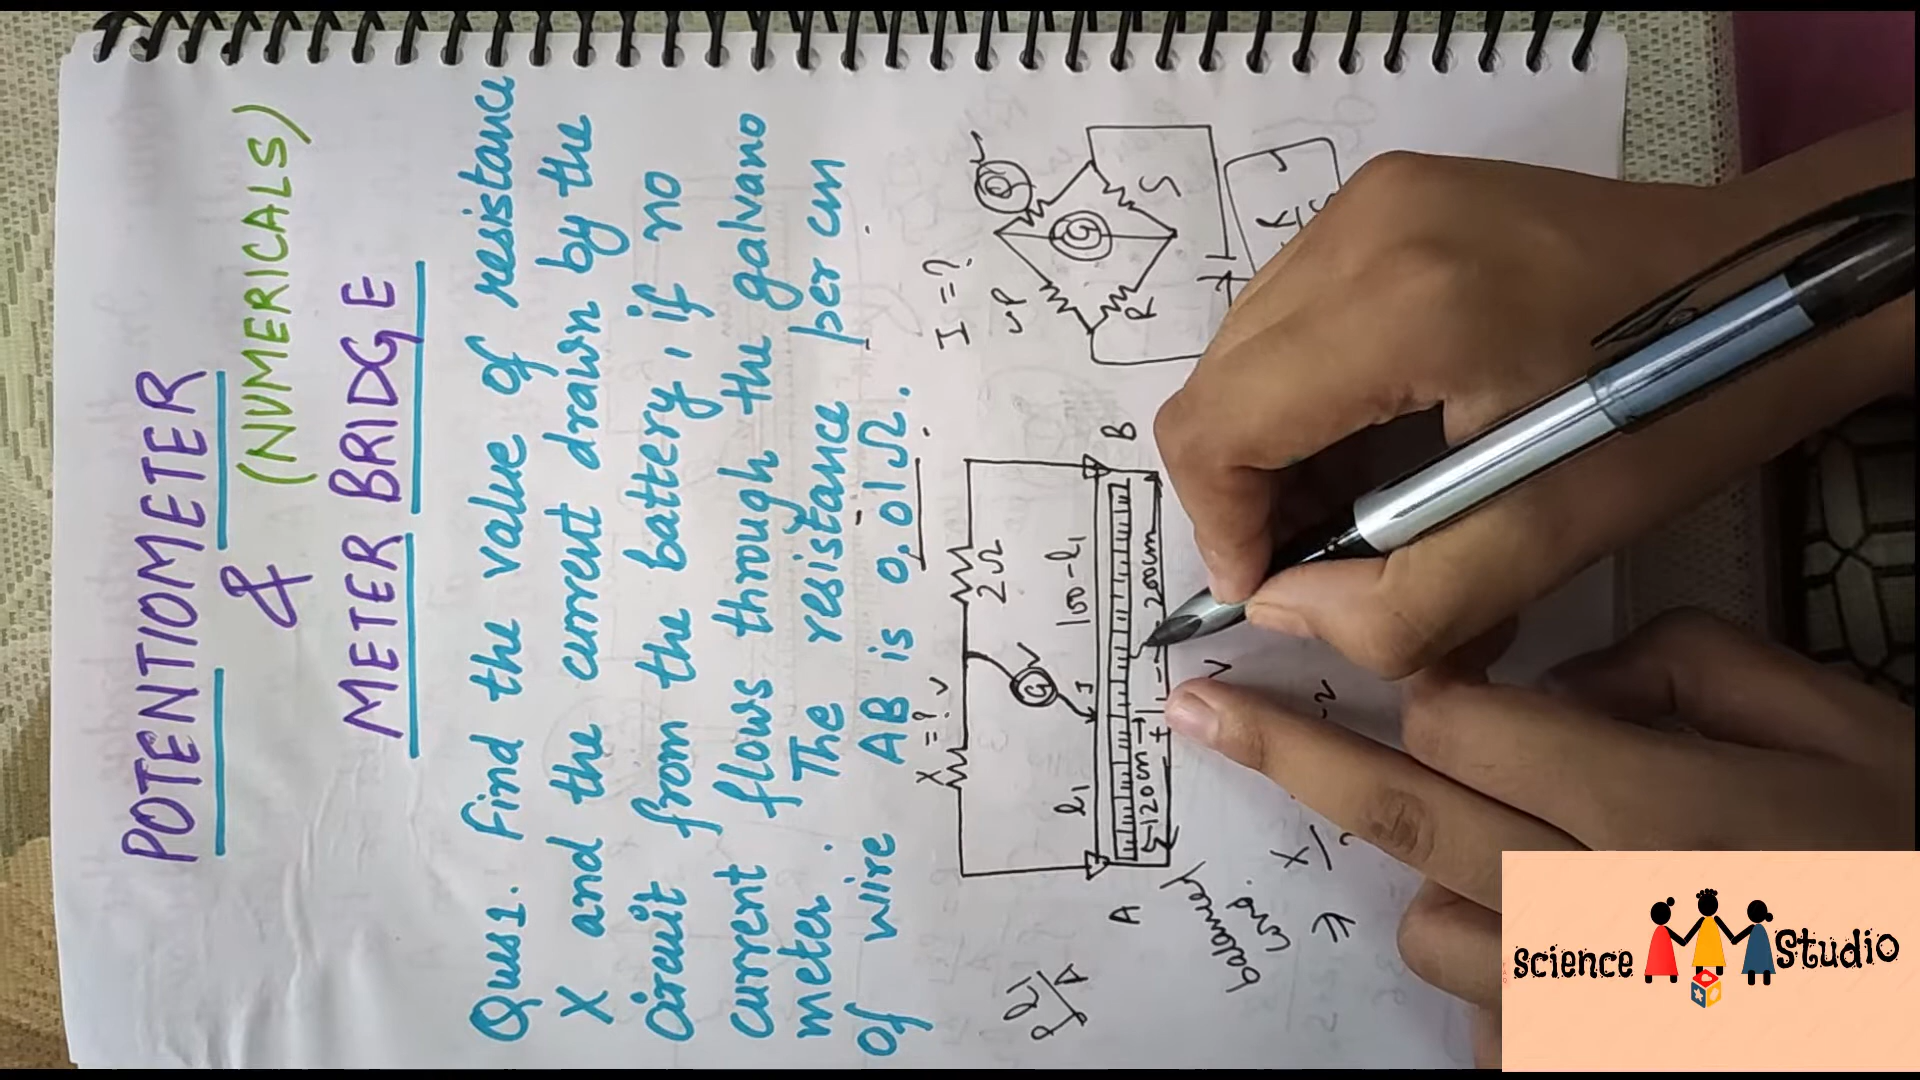 POTENTIOMETER
& (NUMERICALS)
METER BRIDGE
Ques1. Find the value of resistance
X and the current drawn by the
circuit from the battery, if no
current flows through the galvano
meter. The resistance per cm
of wire AB is 0.01Ω.
X
=?
2Ω
G
l1
100-l1
J
A
B
120cm
200cm
I=?
P
Q
G
R
S
R
S
ρl1
A
balanced
cond.
⇒ X
Science Studio